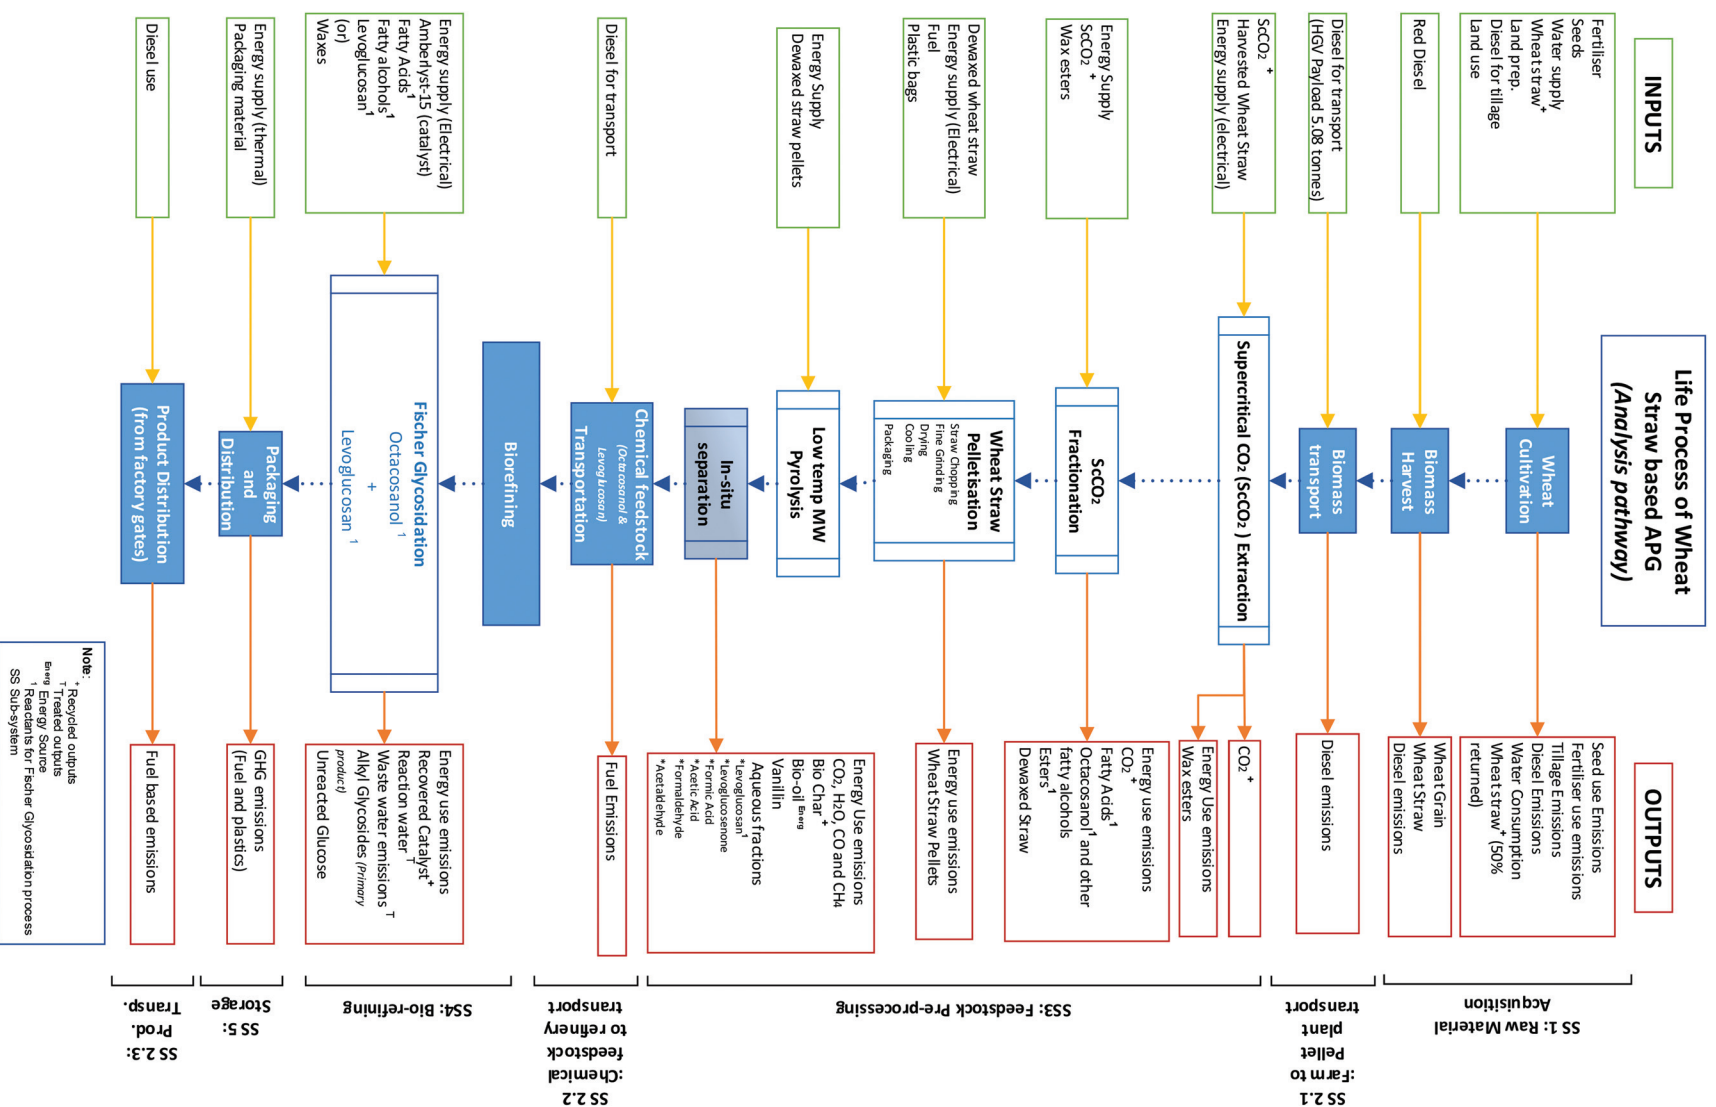 Life Process of Wheat
Straw based APG
(Analysis pathway)
INPUTS
OUTPUTS
Fertiliser
Seeds
Water supply
Wheat straw+
Land prep.
Diesel for tillage
Land use
Wheat
Cultivation
Seed use Emissions
Fertiliser use emissions
Tillage Emissions
Diesel Emissions
Water Consumption
Wheat straw+ (50%
returned)
Red Diesel
Biomass
Harvest
Wheat Grain
Wheat Straw
Diesel emissions
SS 1: Raw Material
Acquisition
Diesel for transport
(HGV Payload 5.08 tonnes)
Biomass
transport
Diesel emissions
SS 2.1
:Farm to
Pellet
plant
transport
ScCO2 +
Harvested Wheat Straw
Energy supply (electrical)
Supercritical CO2 (ScCO2 ) Extraction
CO2 +
Energy Use emissions
Wax esters
Energy Supply
ScCO2 +
Wax esters
ScCO2
Fractionation
Energy use emissions
CO2 +
Fatty Acids1
Octacosanol1 and other
fatty alcohols
Esters1
Dewaxed Straw
Dewaxed wheat straw
Energy supply (Electrical)
Fuel
Plastic bags
Wheat Straw
Pelletisation
Straw Chopping
Fine Grinding
Drying
Cooling
Packaging
Energy use emissions
Wheat Straw Pellets
Energy Supply
Dewaxed straw pellets
Low temp MW
Pyrolysis
In-situ
separation
Energy Use emissions
CO2, H2O, CO and CH4
Bio Char+
Bio-oil Energ
Vanillin
Aqueous fractions
*Levoglucosan1
*Levoglucosenone
*Formic Acid
*Acetic Acid
*Formaldehyde
*Acetaldehyde
SS3: Feedstock Pre-processing
Diesel for transport
Chemical feedstock
(Octacosanol &
Levoglucosan)
Transportation
Fuel Emissions
SS 2.2
:Chemical
feedstock
to refinery
transport
Biorefining
Energy supply (Electrical)
Amberlyst-15 (catalyst)
Fatty Acids1
Fatty alcohols1
Levoglucosan1
(or)
Waxes
Fischer Glycosidation
Octacosanol 1
+
Levoglucosan 1
Energy use emissions
Recovered Catalyst+
Reaction water T
Waste water emissions T
Alkyl Glycosides (Primary
product)
Unreacted Glucose
SS4: Bio-refining
Energy supply (thermal)
Packaging material
Packaging
and
Distribution
GHG emissions
(Fuel and plastics)
SS 5:
Storage
Diesel use
Product Distribution
(from factory gates)
Fuel based emissions
SS 2.3:
Prod.
Transp.
Note:
+ Recycled outputs
T Treated outputs
Energ Energy Source
1 Reactants for Fischer Glycosidation process
SS Sub-system